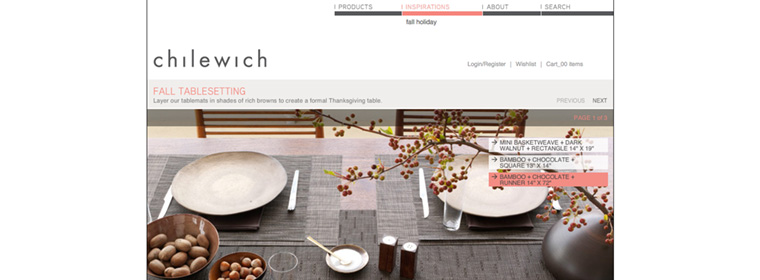 PRODUCTS
INSPIRATIONS
ABOUT
SEARCH
fall holiday
chilewich
Login/Register | Wishlist | Cart_00 items
FALL TABLESETTING
Layer our tablemats in shades of rich browns to create a formal Thanksgiving table.
PREVIOUS NEXT
PAGE 1 of 3
→ MINI BASKETWEAVE + DARK
WALNUT + RECTANGLE 14" X 19"
→ BAMBOO + CHOCOLATE +
SQUARE 13" X 14"
→ BAMBOO + CHOCOLATE +
RUNNER 14" X 72"